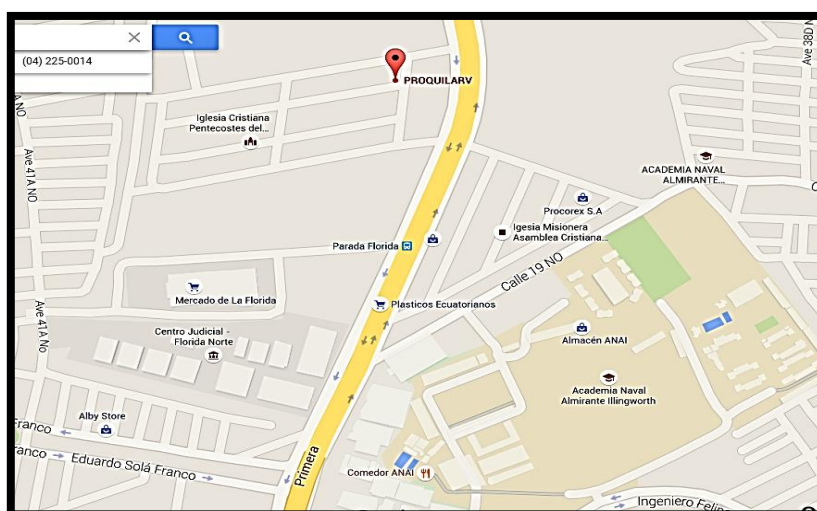 (04) 225-0014
PROQUILARV
Ave 38D N
Iglesia Cristiana
Pentecostes del...
Ave 41A NO
ACADEMIA NAVAL
ALMIRANTE...
Procorex S.A
Igesia Misionera
Asamblea Cristiana...
Parada Florida
Calle 19 NO
Mercado de La Florida
Plasticos Ecuatorianos
Ave 41A No
Centro Judicial -
Florida Norte
Almacén ANAI
Academia Naval
Almirante Illingworth
Alby Store
Franco
Franco
Eduardo Solá Franco
Primera
Comedor ANAI
Ingeniero Felip